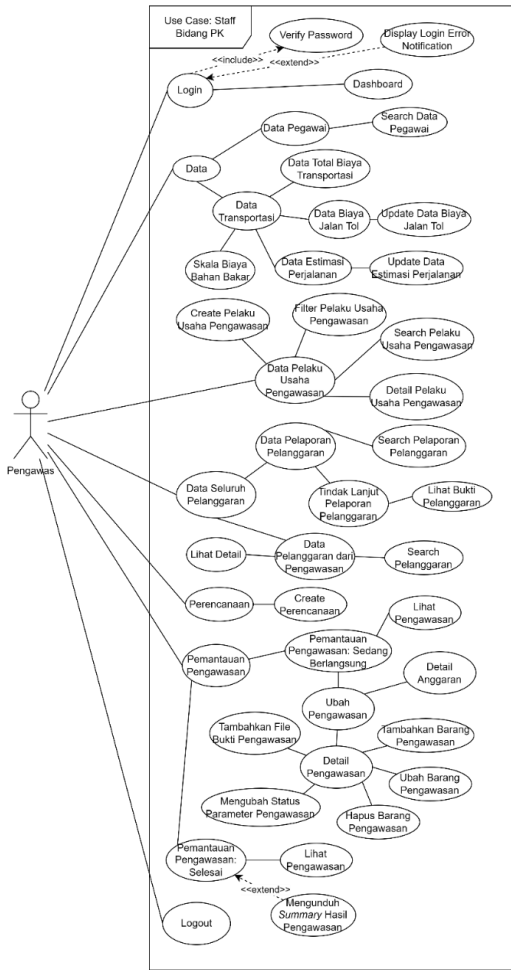 Use Case: Staff
Bidang PK
Verify Password
Display Login Error
Notification
<<include>>
<<extend>>
Login
Dashboard
Data Pegawai
Search Data
Pegawai
Data
Data Total Biaya
Transportasi
Data
Transportasi
Data Biaya
Jalan Tol
Update Data Biaya
Jalan Tol
Skala Biaya
Bahan Bakar
Data Estimasi
Perjalanan
Update Data
Estimasi Perjalanan
Create Pelaku
Usaha Pengawasan
Filter Pelaku Usaha
Pengawasan
Search Pelaku
Usaha Pengawasan
Data Pelaku
Usaha
Pengawasan
Detail Pelaku
Usaha Pengawasan
Pengawas
Data Pelaporan
Pelanggaran
Search Pelaporan
Pelanggaran
Data Seluruh
Pelanggaran
Tindak Lanjut
Pelaporan
Pelanggaran
Lihat Bukti
Pelanggaran
Lihat Detail
Data
Pelanggaran dari
Pengawasan
Search
Pelanggaran
Perencanaan
Create
Perencanaan
Lihat
Pengawasan
Pemantauan
Pengawasan
Pemantauan
Pengawasan: Sedang
Berlangsung
Detail
Anggaran
Ubah
Pengawasan
Tambahkan File
Bukti Pengawasan
Tambahkan Barang
Pengawasan
Detail
Pengawasan
Ubah Barang
Pengawasan
Mengubah Status
Parameter Pengawasan
Hapus Barang
Pengawasan
Pemantauan
Pengawasan:
Selesai
Lihat
Pengawasan
<<extend>>
Mengunduh
Summary Hasil
Pengawasan
Logout